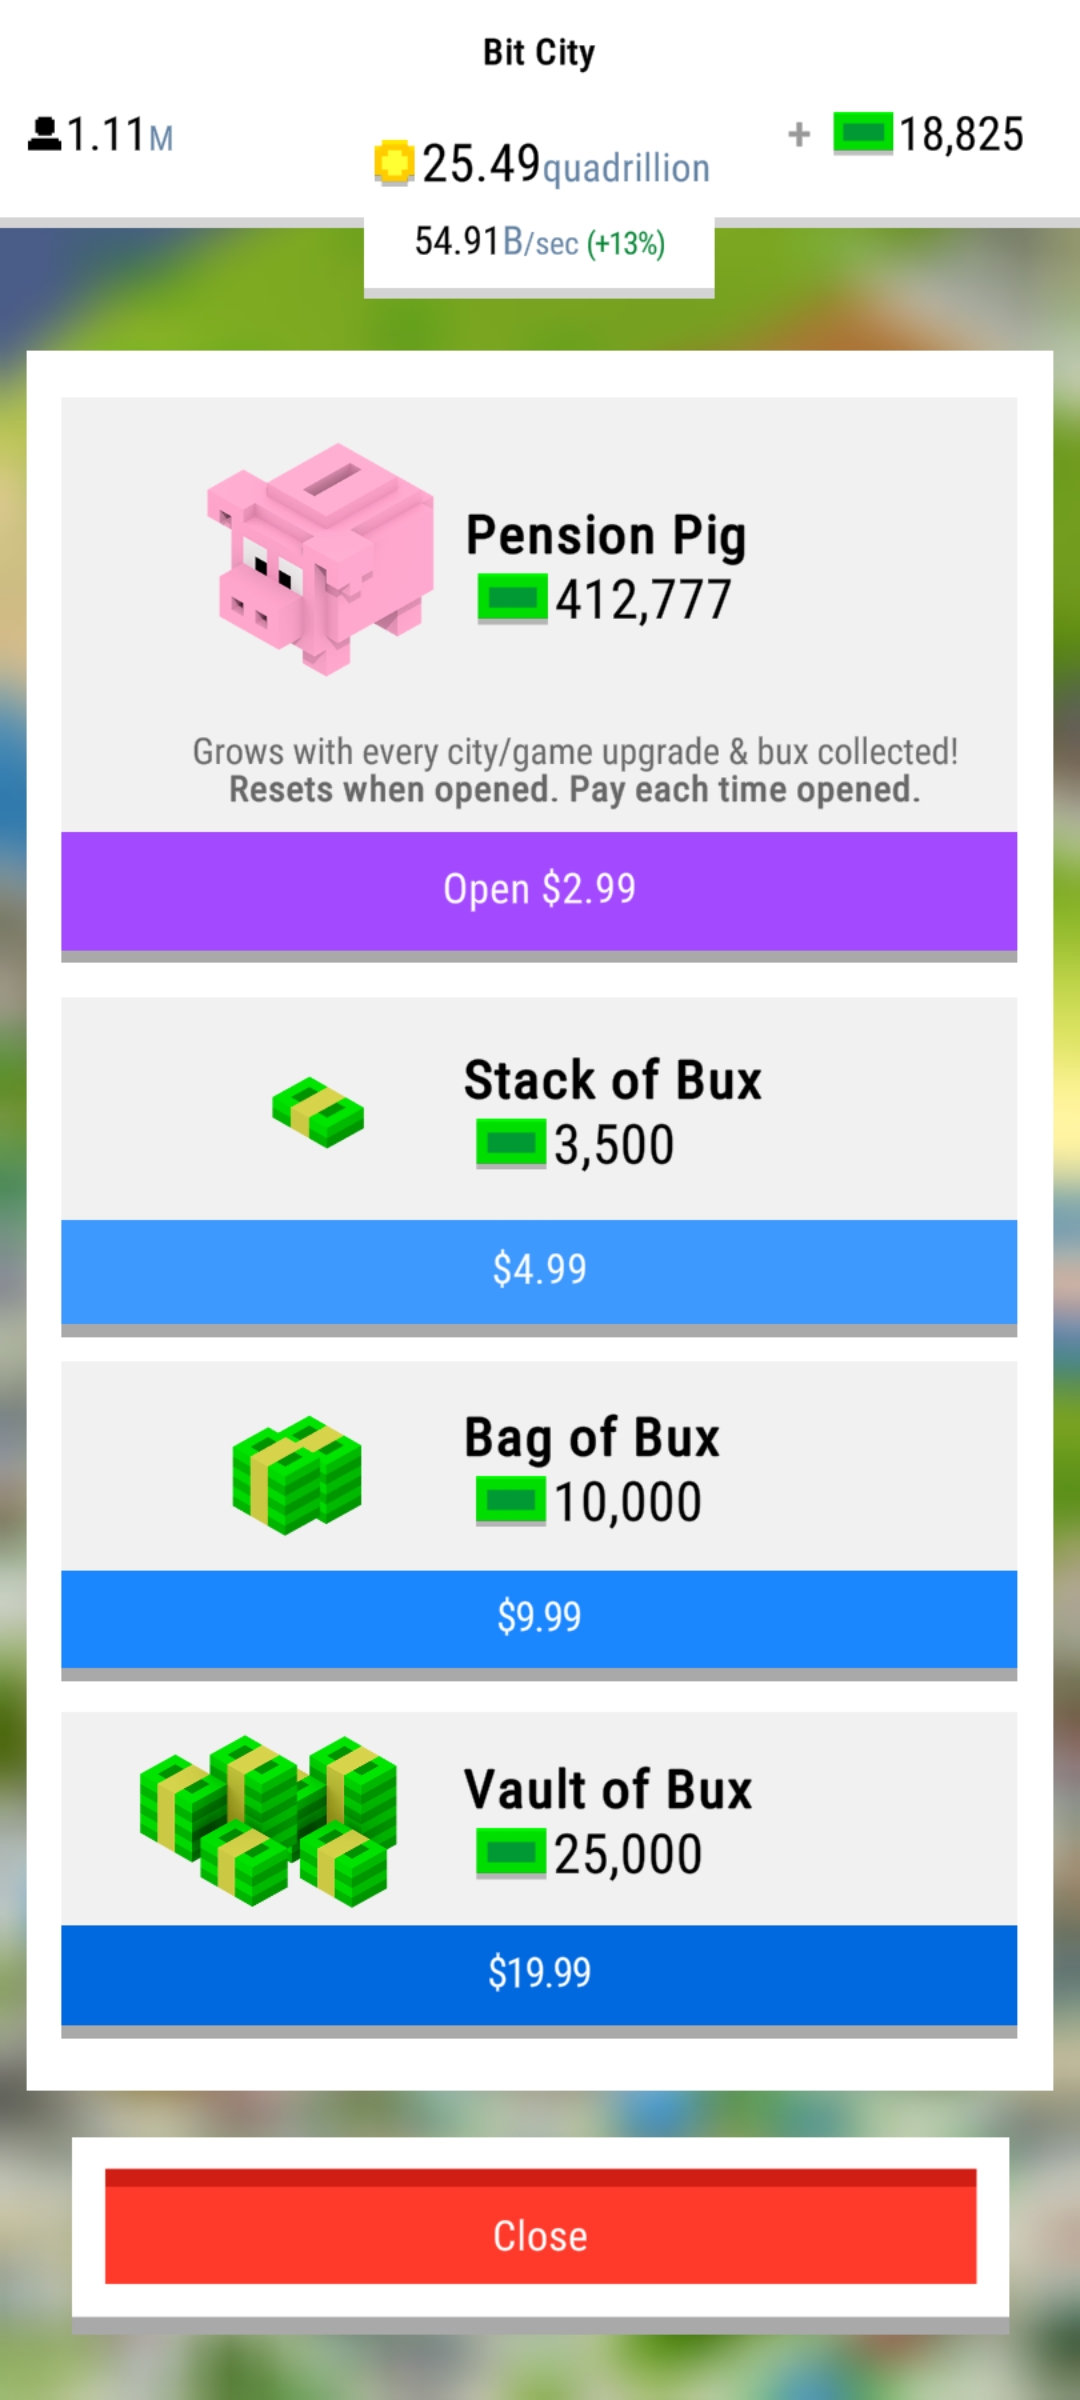 Bit City
1.11M
25.49quadrillion
+ 18,825
54.91B/sec (+13%)
Pension Pig
412,777
Grows with every city/game upgrade & bux collected!
Resets when opened. Pay each time opened.
Open $2.99
Stack of Bux
3,500
$4.99
Bag of Bux
10,000
$9.99
Vault of Bux
25,000
$19.99
Close